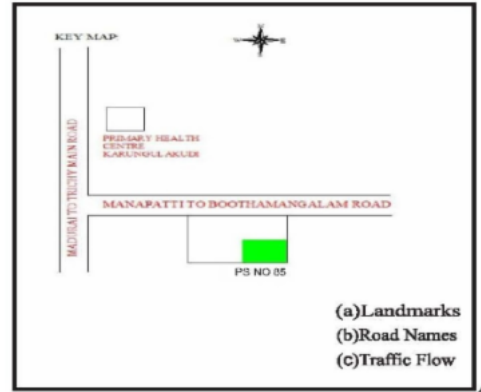 KEY MAP:
N
W E
S
PRIMARY HEALTH
CENTRE
KARUNGULAKUDI
MADURAI TO TRICHY MAIN ROAD
MANAPATTI TO BOOTHAMANGALAM ROAD
PS NO 85
(a)Landmarks
(b)Road Names
(c)Traffic Flow